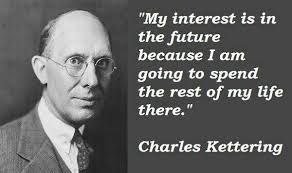 "My interest is in
the future
because I am
going to spend
the rest of my life
there."
Charles Kettering